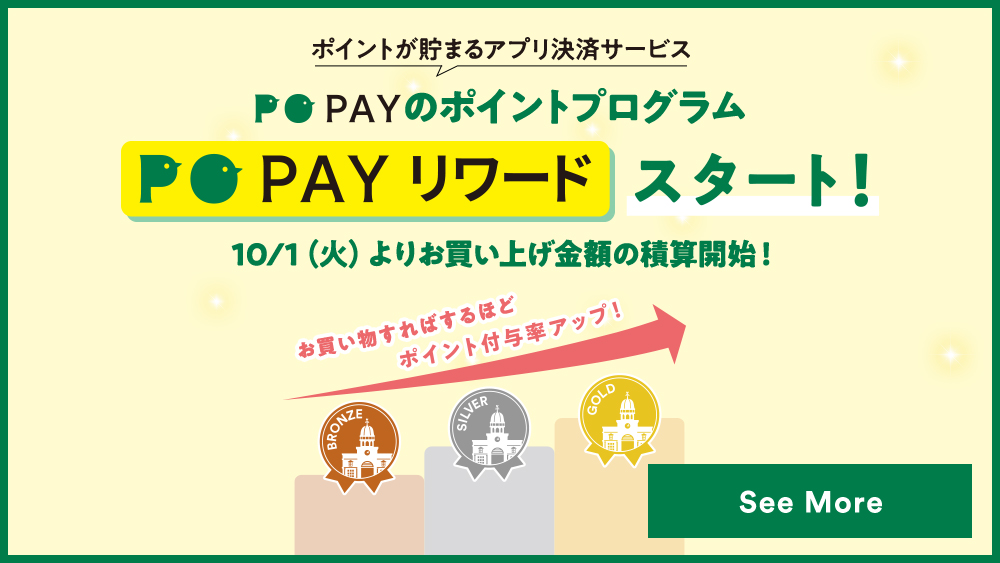 ポイントが貯まるアプリ決済サービス
PO PAYのポイントプログラム
PO PAY リワード スタート！
10/1（火）よりお買い上げ金額の積算開始！
お買い物すればするほど
ポイント付与率アップ！
BRONZE
SILVER
GOLD
See More